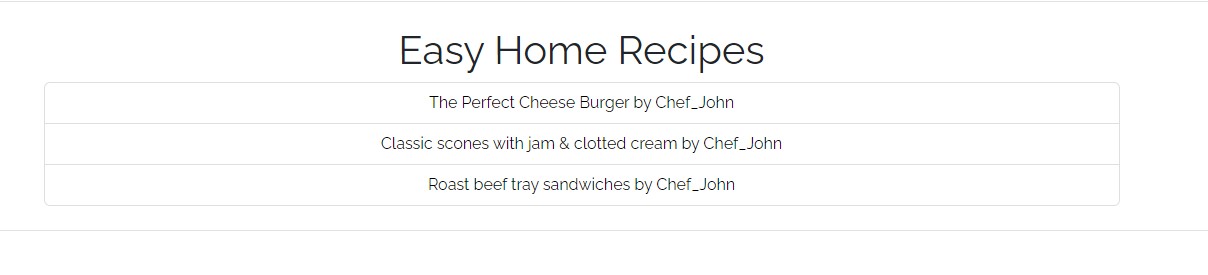 Easy Home Recipes
The Perfect Cheese Burger by Chef_John
Classic scones with jam & clotted cream by Chef_John
Roast beef tray sandwiches by Chef_John